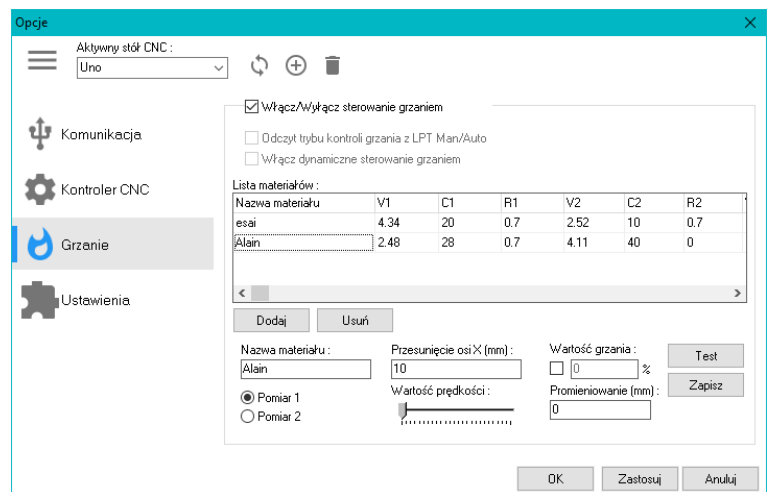 Opcje
Aktywny stół CNC :
Uno
Komunikacja
Kontroler CNC
Grzanie
Ustawienia
Włącz/Wyłącz sterowanie grzaniem
Odczyt trybu kontroli grzania z LPT Man/Auto
Włącz dynamiczne sterowanie grzaniem
Lista materiałów :
Nazwa materiału V1 C1 R1 V2 C2 R2
esai 4.34 20 0.7 2.52 10 0.7
Alain 2.48 28 0.7 4.11 40 0
Dodaj Usuń
Nazwa materiału : Przesunięcie osi X (mm) : Wartość grzania :
Alain 10 0 % Test
Pomiar 1 Wartość prędkości : Promieniowanie (mm) : Zapisz
Pomiar 2 0
OK Zastosuj Anuluj